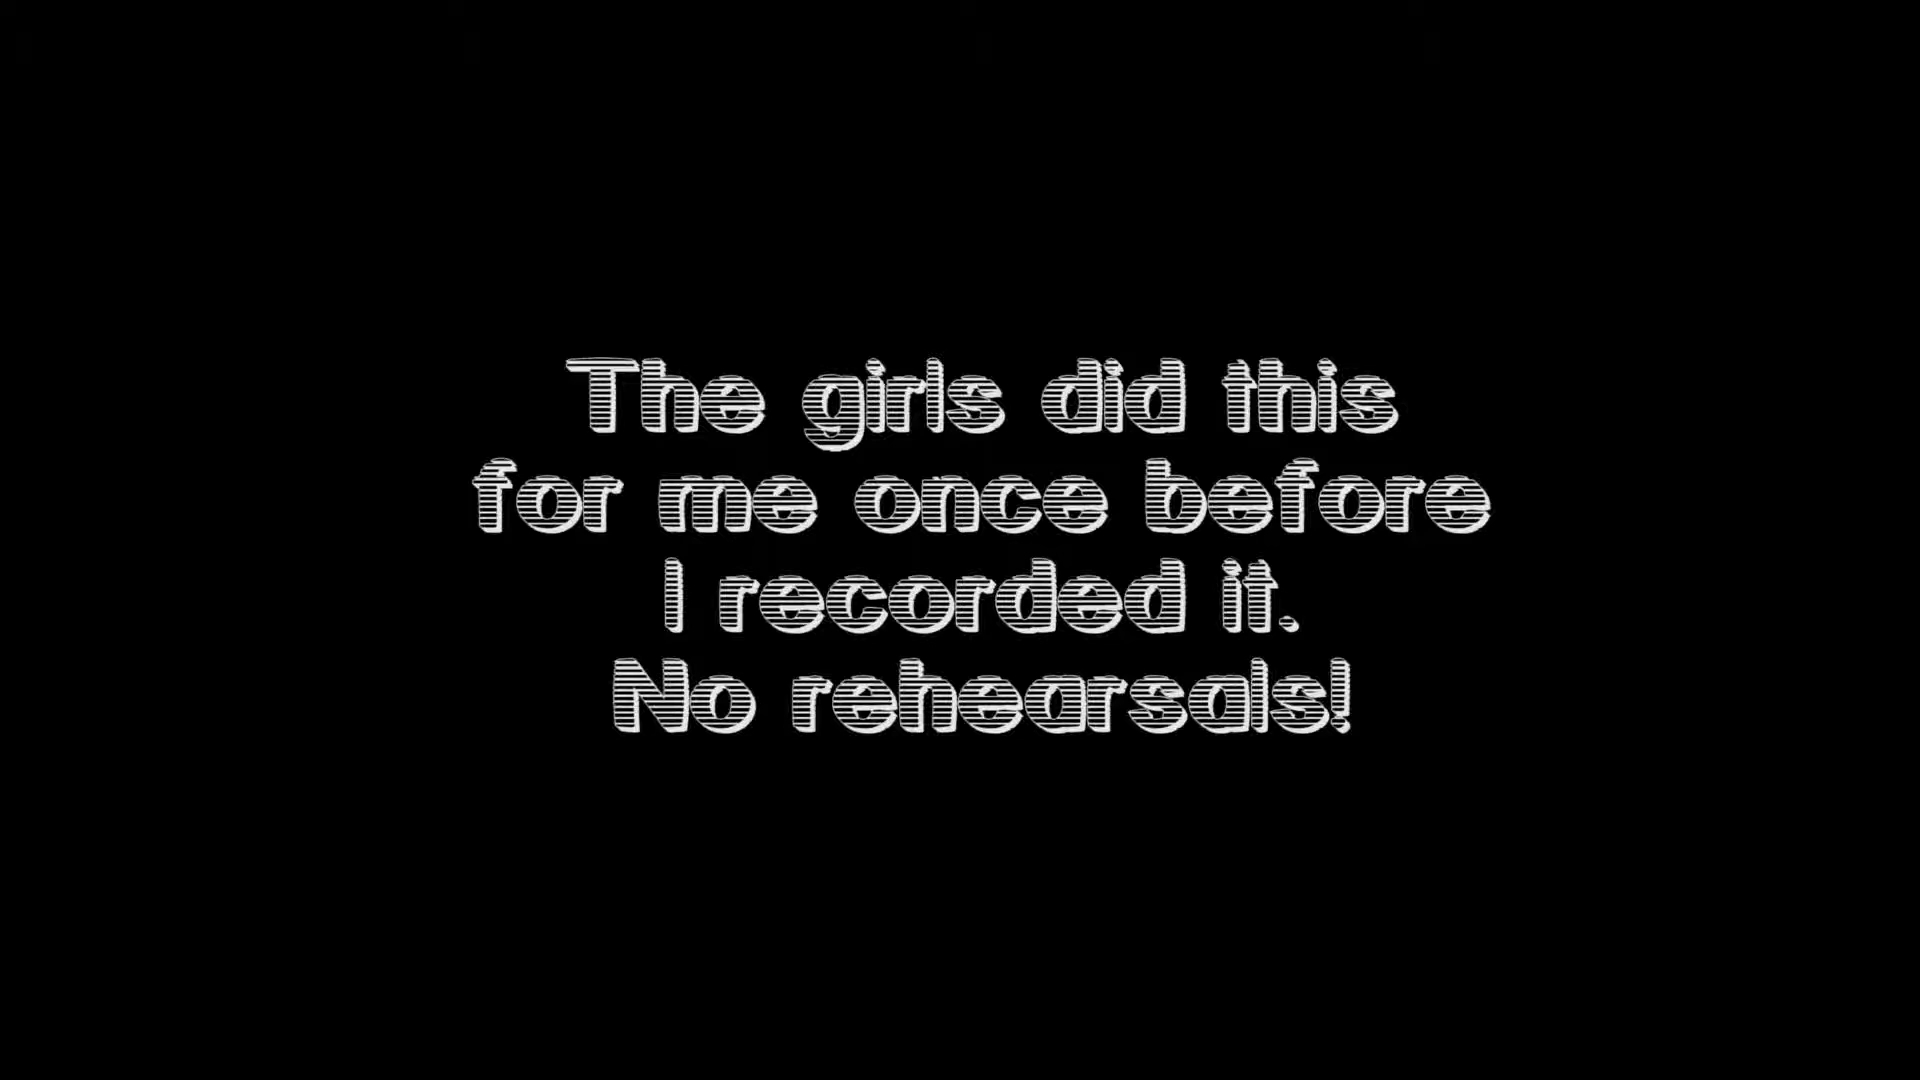 The girls did this
for me once before
I recorded it.
No rehearsals!